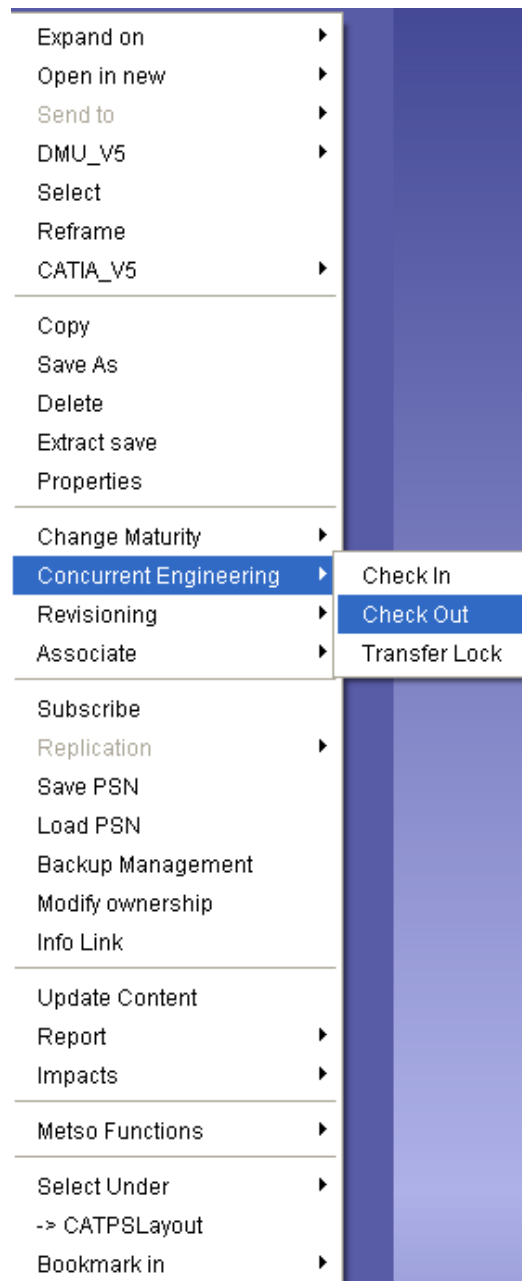 Expand on
Open in new
Send to
DMU_V5
Select
Reframe
CATIA_V5
Copy
Save As
Delete
Extract save
Properties
Change Maturity
Concurrent Engineering
Check In
Revisioning
Check Out
Associate
Transfer Lock
Subscribe
Replication
Save PSN
Load PSN
Backup Management
Modify ownership
Info Link
Update Content
Report
Impacts
Metso Functions
Select Under
-> CATPSLayout
Bookmark in